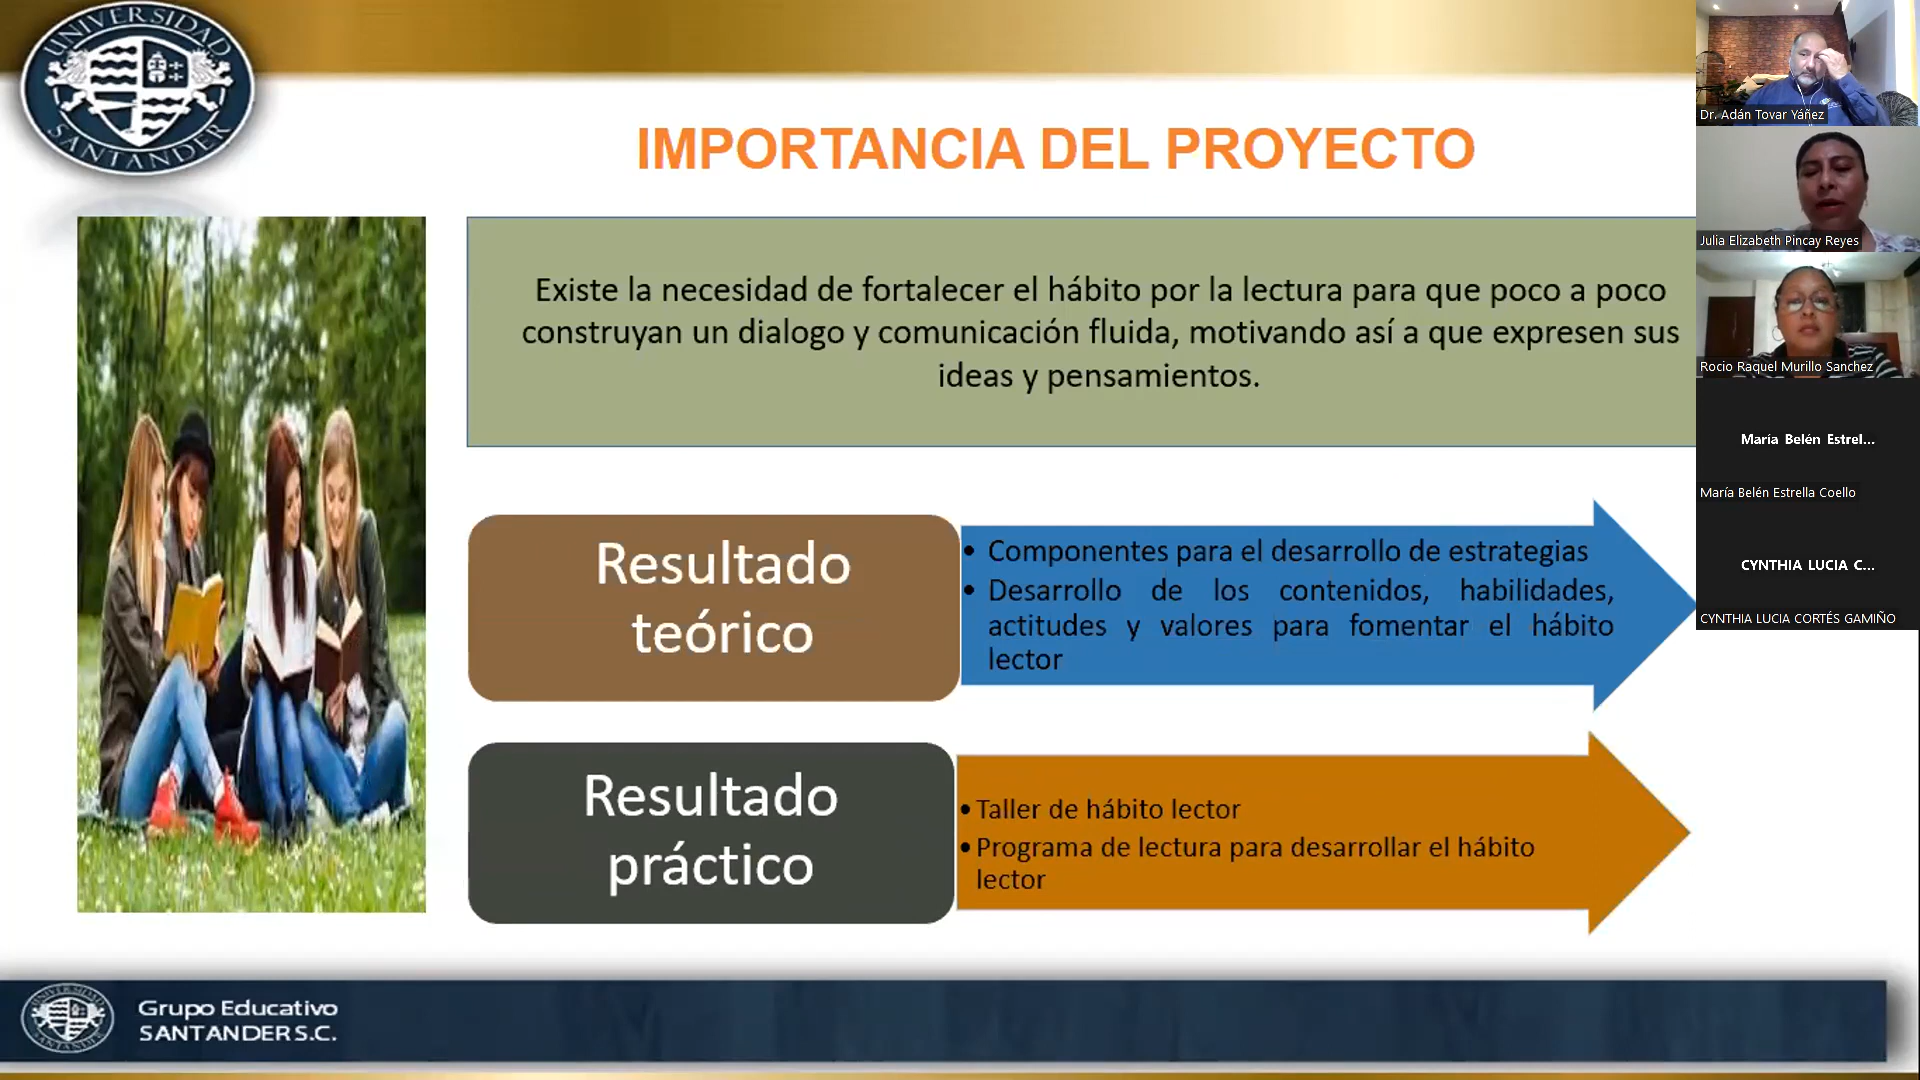 UNIVERSIDAD
SANTANDER
IMPORTANCIA DEL PROYECTO
Existe la necesidad de fortalecer el hábito por la lectura para que poco a poco
construyan un dialogo y comunicación fluida, motivando así a que expresen sus
ideas y pensamientos.
Resultado
teórico
• Componentes para el desarrollo de estrategias
• Desarrollo de los contenidos, habilidades,
actitudes y valores para fomentar el hábito
lector
Resultado
práctico
• Taller de hábito lector
• Programa de lectura para desarrollar el hábito
lector
Grupo Educativo
SANTANDER S.C.
Dr. Adán Tovar Yáñez
Julia Elizabeth Pincay Reyes
Rocio Raquel Murillo Sanchez
María Belén Estrel...
María Belén Estrella Coello
CYNTHIA LUCIA C...
CYNTHIA LUCIA CORTÉS GAMIÑO